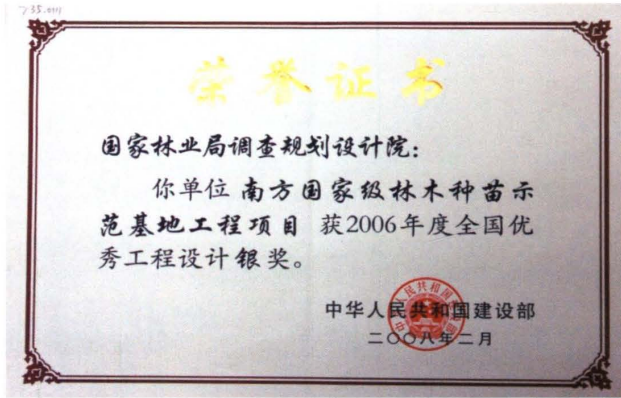 荣誉证书
国家林业局调查规划设计院：
你单位 南方国家级林木种苗示
范基地工程项目 获2006年度全国优
秀工程设计银奖。
中华人民共和国建设部
二〇〇八年二月